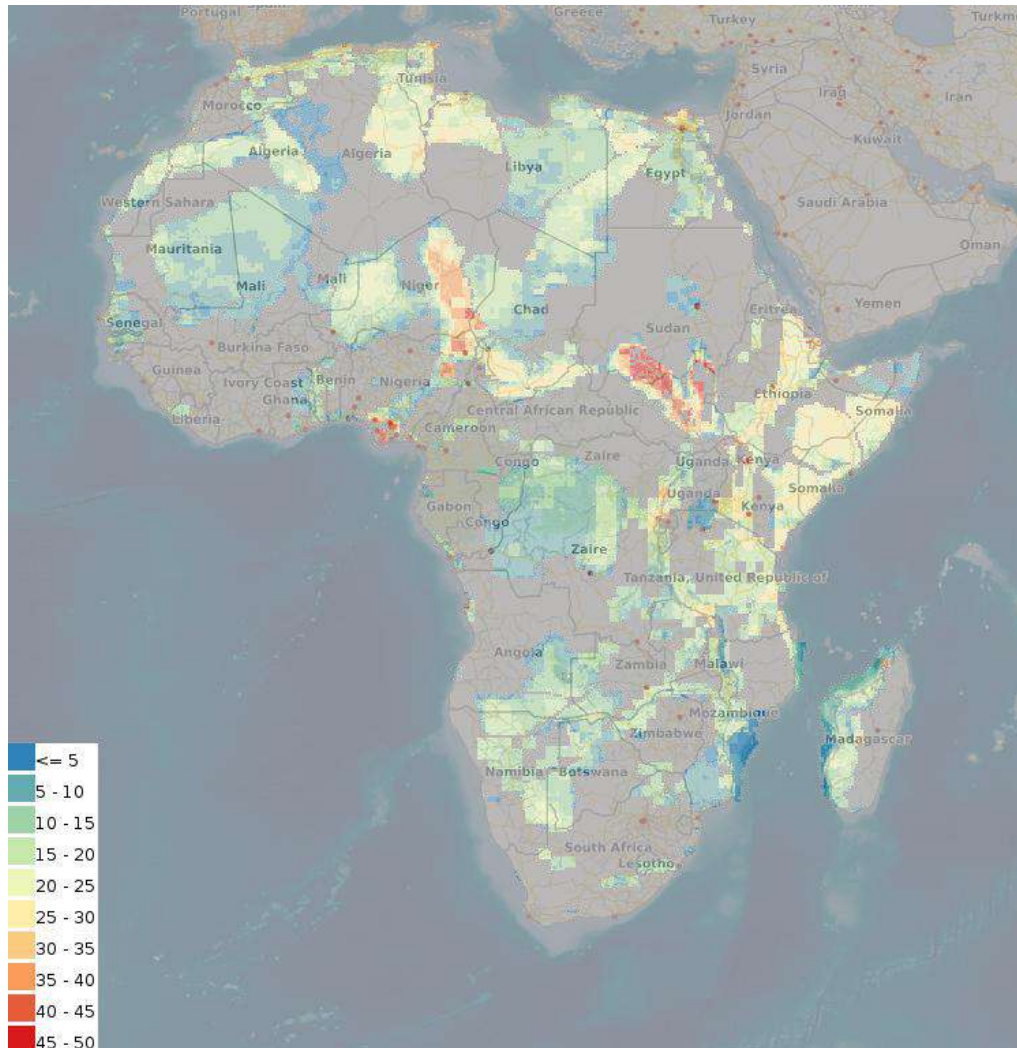 Portugal
Greece
Turkey
Turkm
Syria
Iraq
Iran
Jordan
Kuwait
Tunisia
Morocco
Algeria
Algeria
Libya
Egypt
Saudi Arabia
Western Sahara
Oman
Mauritania
Mali
Mali
Niger
Chad
Sudan
Eritrea
Yemen
Senegal
Burkina Faso
Guinea
Ivory Coast
Benin
Nigeria
Ghana
Liberia
Central African Republic
Ethiopia
Somalia
Cameroon
Congo
Zaire
Uganda
Kenya
Uganda
Somalia
Gabon
Kenya
Congo
Zaire
Tanzania, United Republic of
Angola
Zambia
Malawi
Mozambique
Zimbabwe
Madagascar
Namibia
Botswana
South Africa
Lesotho
<= 5
5 - 10
10 - 15
15 - 20
20 - 25
25 - 30
30 - 35
35 - 40
40 - 45
45 - 50